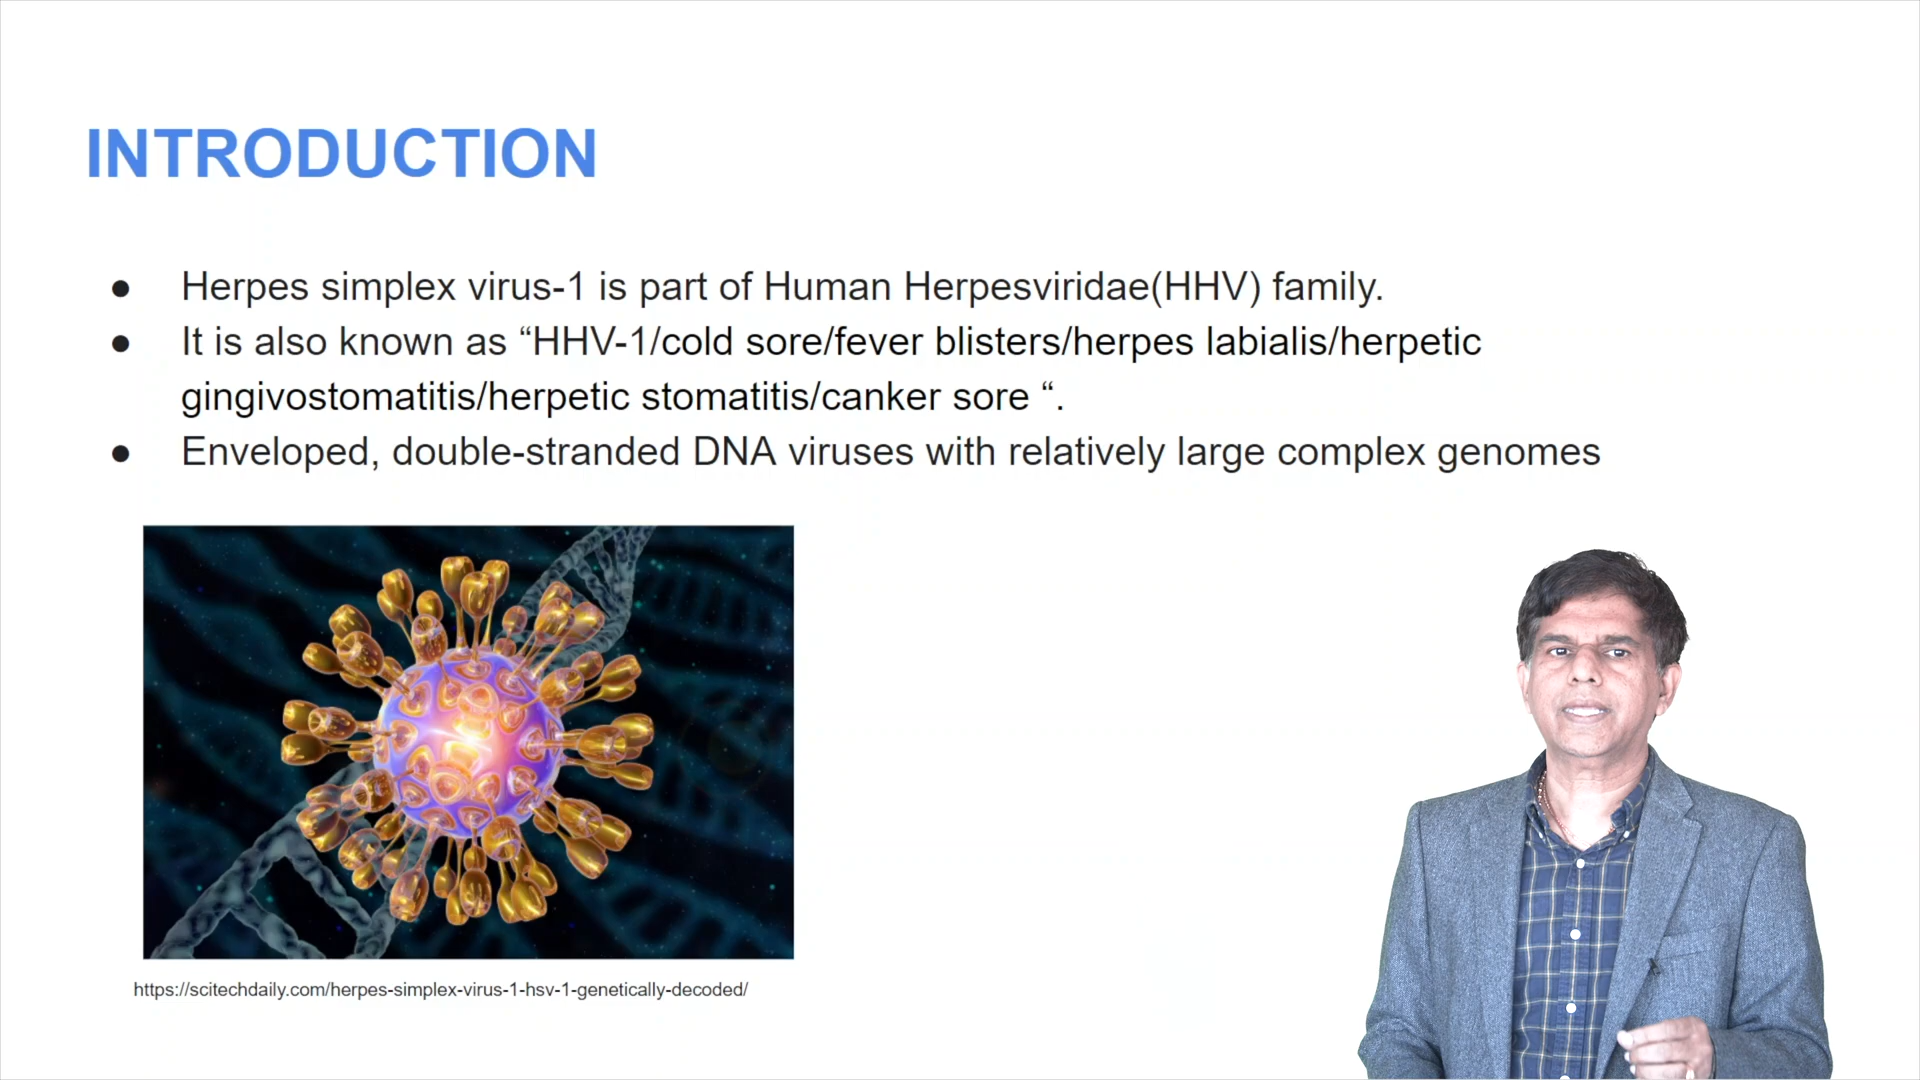 INTRODUCTION
● Herpes simplex virus-1 is part of Human Herpesviridae(HHV) family.
● It is also known as “HHV-1/cold sore/fever blisters/herpes labialis/herpetic
gingivostomatitis/herpetic stomatitis/canker sore “.
● Enveloped, double-stranded DNA viruses with relatively large complex genomes
https://scitechdaily.com/herpes-simplex-virus-1-hsv-1-genetically-decoded/